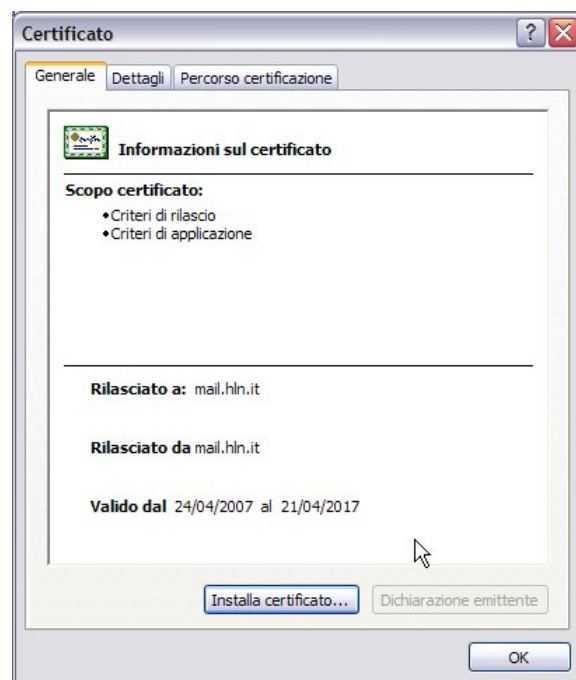 Certificato
Generale Dettagli Percorso certificazione
Informazioni sul certificato
Scopo certificato:
•Criteri di rilascio
•Criteri di applicazione
Rilasciato a: mail.hln.it
Rilasciato da mail.hln.it
Valido dal 24/04/2007 al 21/04/2017
Installa certificato... Dichiarazione emittente
OK